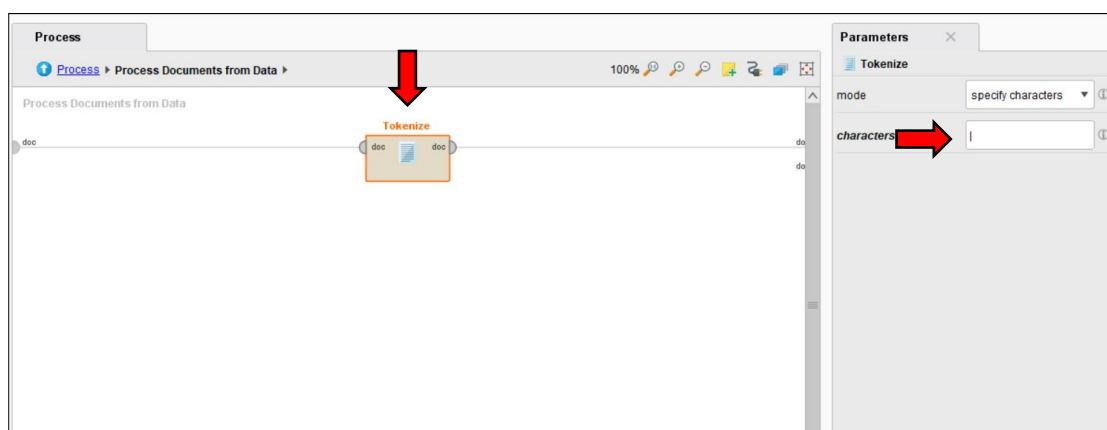 Process
Process ▸ Process Documents from Data ▸
100%
Process Documents from Data
doc
Tokenize
doc doc
do
do
Parameters
Tokenize
mode
specify characters
characters
|